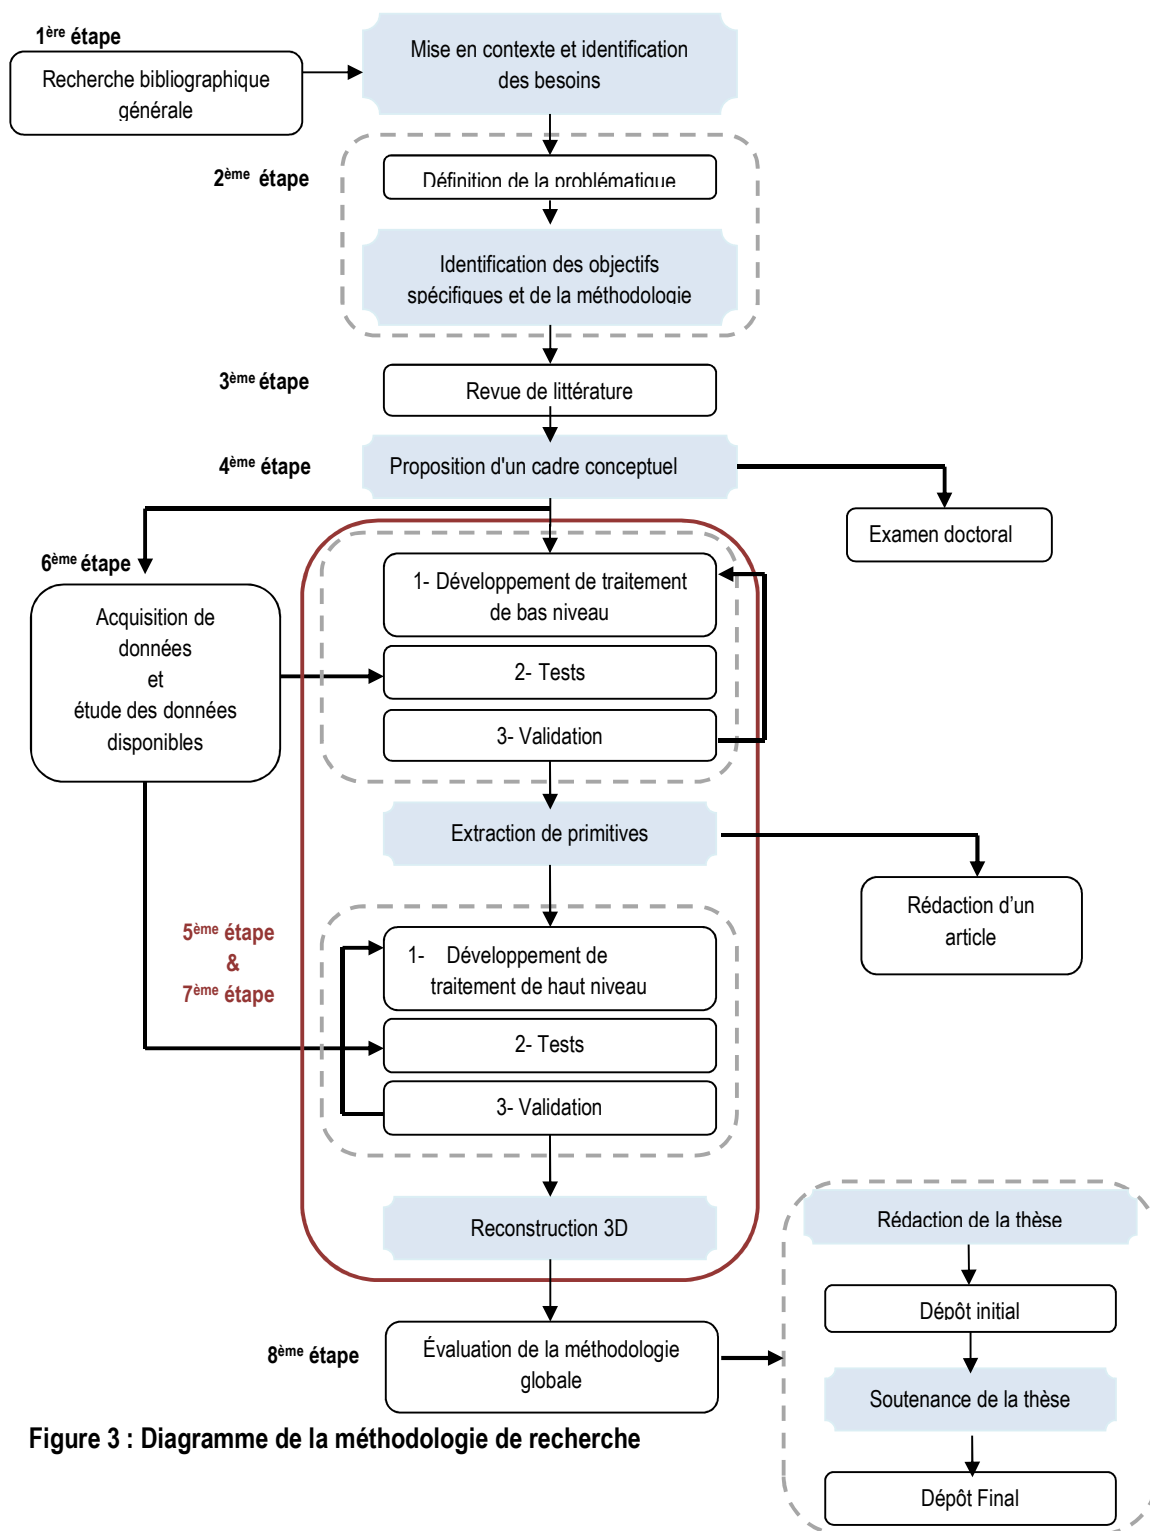 1ère étape
Recherche bibliographique
générale
Mise en contexte et identification
des besoins
2ème étape
Définition de la problématique
Identification des objectifs
spécifiques et de la méthodologie
3ème étape
Revue de littérature
4ème étape
Proposition d'un cadre conceptuel
Examen doctoral
6ème étape
Acquisition de
données
et
étude des données
disponibles
1- Développement de traitement
de bas niveau
2- Tests
3- Validation
Extraction de primitives
Rédaction d’un
article
5ème étape
&
7ème étape
1- Développement de
traitement de haut niveau
2- Tests
3- Validation
Reconstruction 3D
8ème étape
Évaluation de la méthodologie
globale
Rédaction de la thèse
Dépôt initial
Soutenance de la thèse
Dépôt Final
Figure 3 : Diagramme de la méthodologie de recherche